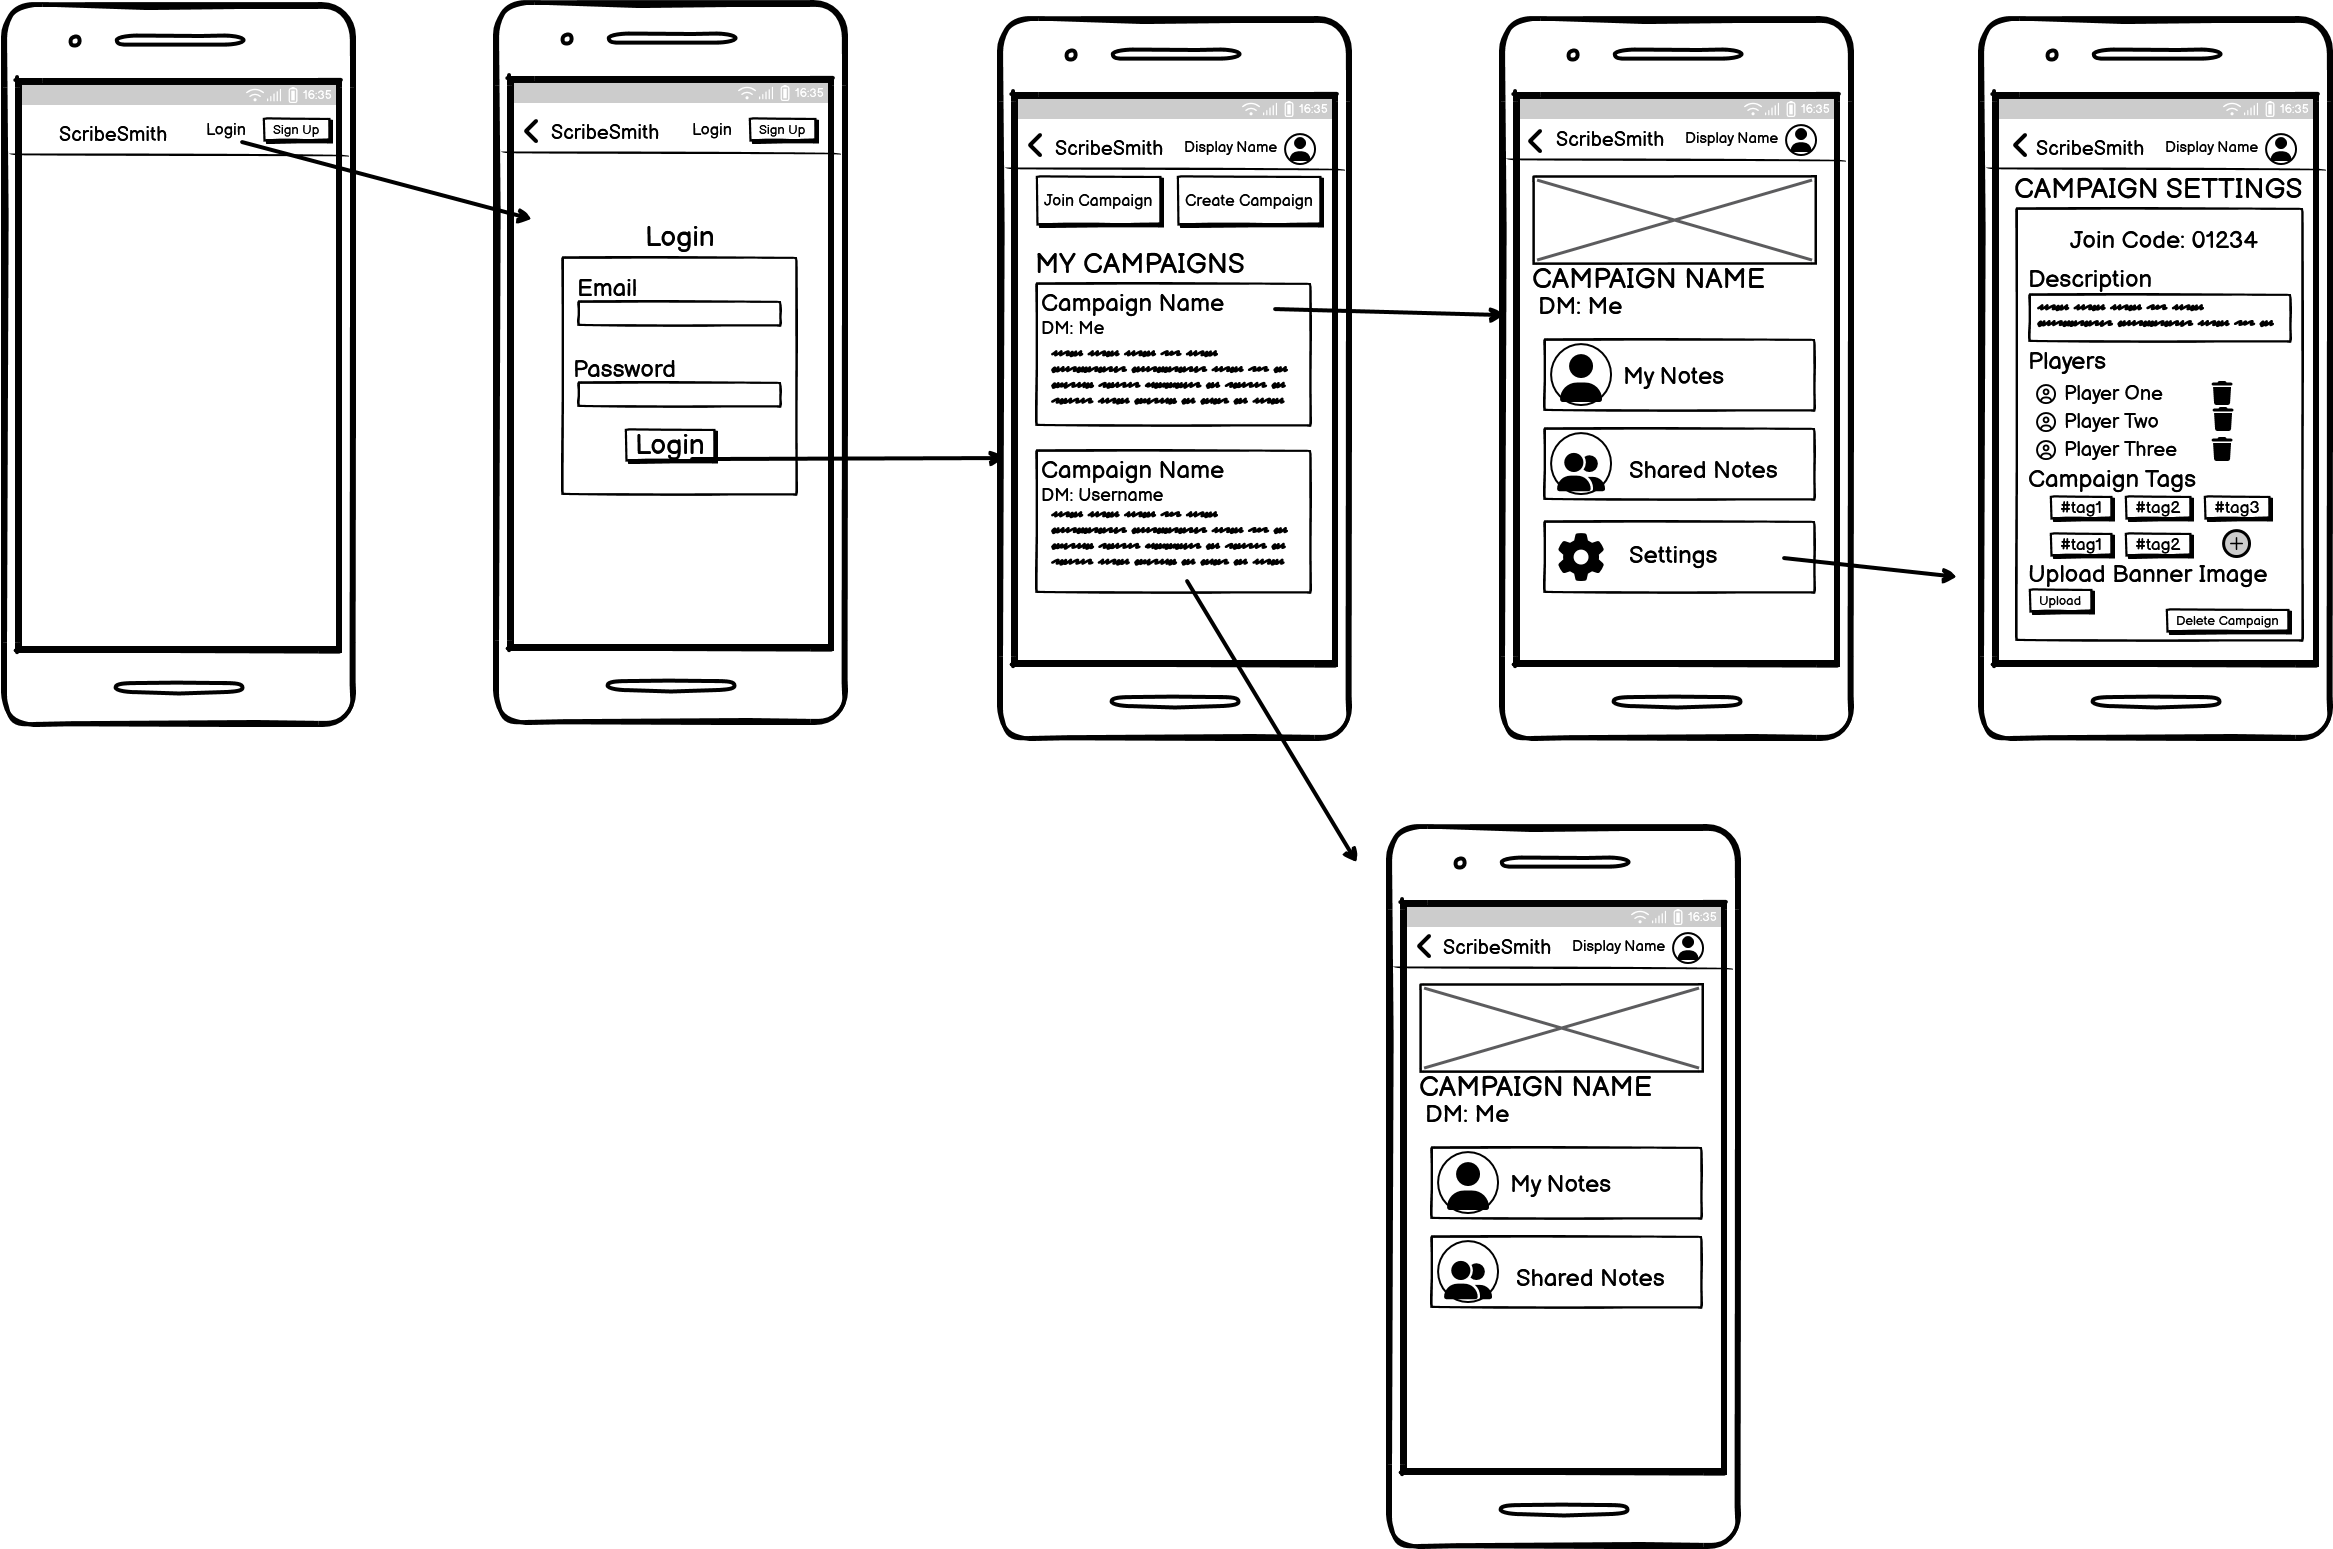 16:35
ScribeSmith Login Sign Up
16:35
ScribeSmith Login Sign Up
Login
Email
Password
Login
16:35
ScribeSmith Display Name
Join Campaign Create Campaign
MY CAMPAIGNS
Campaign Name
DM: Me
Campaign Name
DM: Username
16:35
ScribeSmith Display Name
CAMPAIGN NAME
DM: Me
My Notes
Shared Notes
Settings
16:35
ScribeSmith Display Name
CAMPAIGN SETTINGS
Join Code: 01234
Description
Players
Player One
Player Two
Player Three
Campaign Tags
#tag1 #tag2 #tag3
#tag1 #tag2
Upload Banner Image
Upload
Delete Campaign
16:35
ScribeSmith Display Name
CAMPAIGN NAME
DM: Me
My Notes
Shared Notes